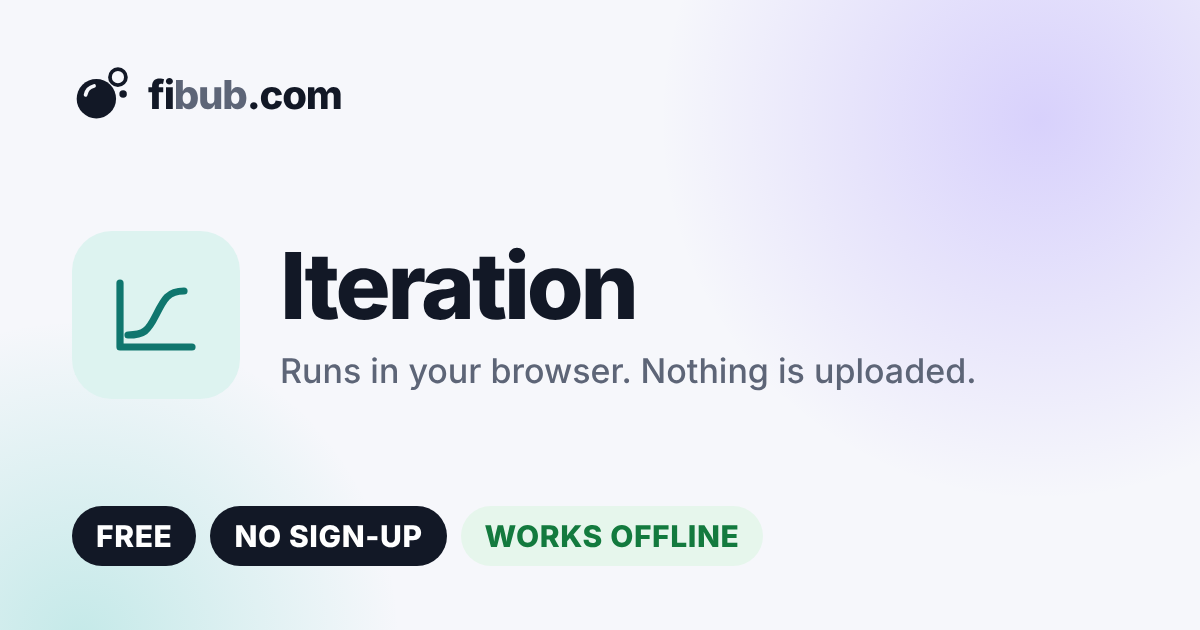 fibub.com
Iteration
Runs in your browser. Nothing is uploaded.
FREE NO SIGN-UP WORKS OFFLINE